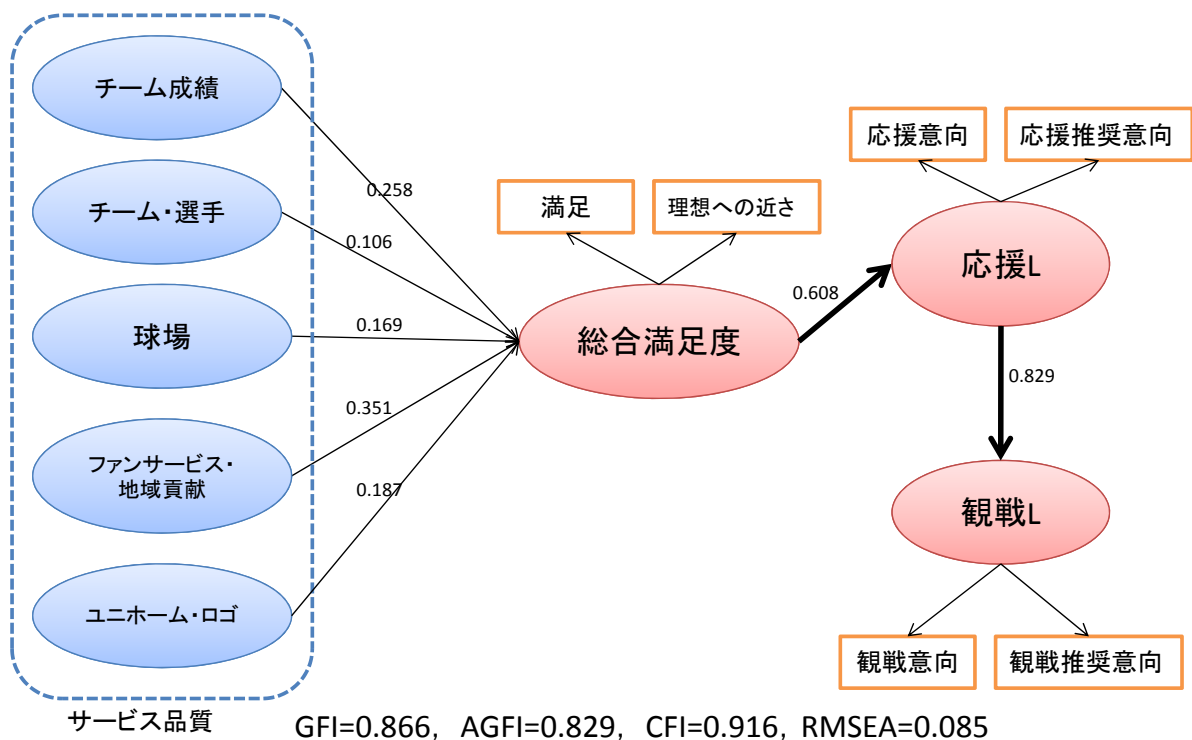 チーム成績
チーム・選手
球場
ファンサービス・
地域貢献
ユニホーム・ロゴ
サービス品質
0.258
0.106
0.169
0.351
0.187
満足
理想への近さ
総合満足度
0.608
応援意向
応援推奨意向
応援L
0.829
観戦L
観戦意向
観戦推奨意向
GFI=0.866, AGFI=0.829, CFI=0.916, RMSEA=0.085